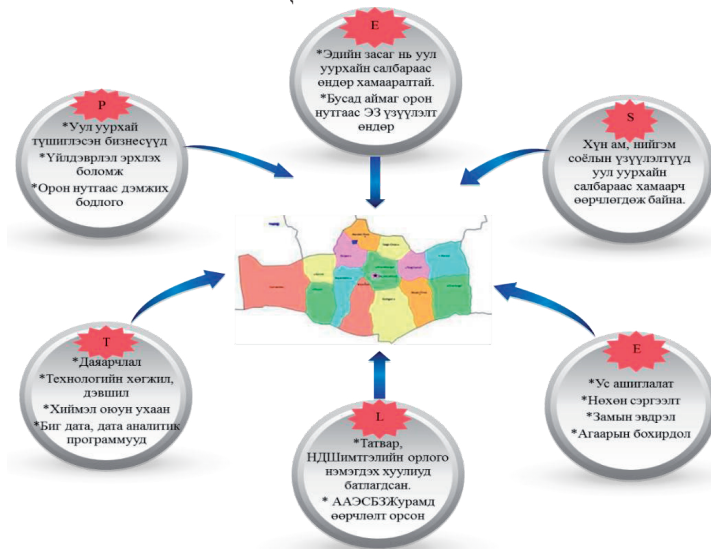 E
*Эдийн засаг нь уул
уурхайн салбараас
өндөр хамааралтай.
*Бусад аймаг орон
нутгаас ЭЗ үзүүлэлт
өндөр
P
*Уул уурхай
түшиглэсэн бизнесүүд
*Үйлдэврлэл эрхлэх
боломж
*Орон нутгаас дэмжих
бодлого
S
Хүн ам, нийгэм
соёлын үзүүлэлтүүд
уул уурхайн
салбараас хамаарч
өөрчлөгдөж байна.
T
*Даяарчлал
*Технологийн хөгжил,
дэвшил
*Хиймэл оюун ухаан
*Биг дата, дата аналитик
программууд
L
*Татвар,
НДШимтгэлийн орлого
нэмэгдэх хуулиуд
батлагдсан.
* ААЭСБЗЖурамд
өөрчлөлт орсон
E
*Ус ашиглалат
*Нөхөн сэргээлт
*Замын эвдрэл
*Агаарын бохирдол